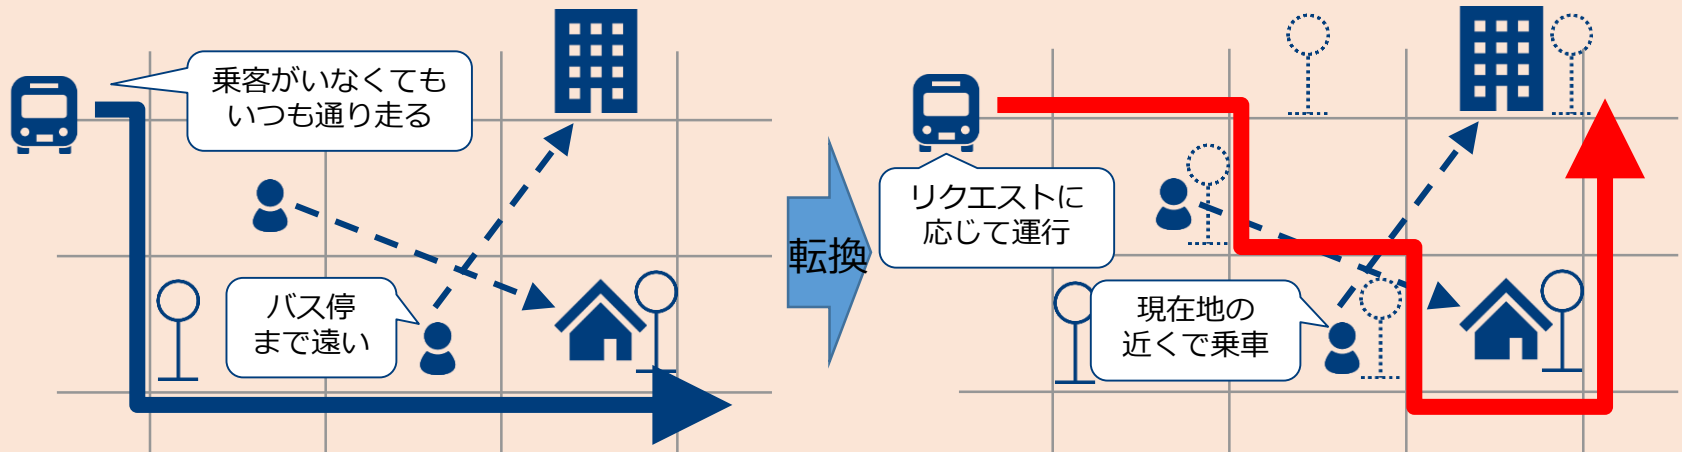 乗客がいなくても
いつも通り走る
バス停
まで遠い
転換
リクエストに
応じて運行
現在地の
近くで乗車